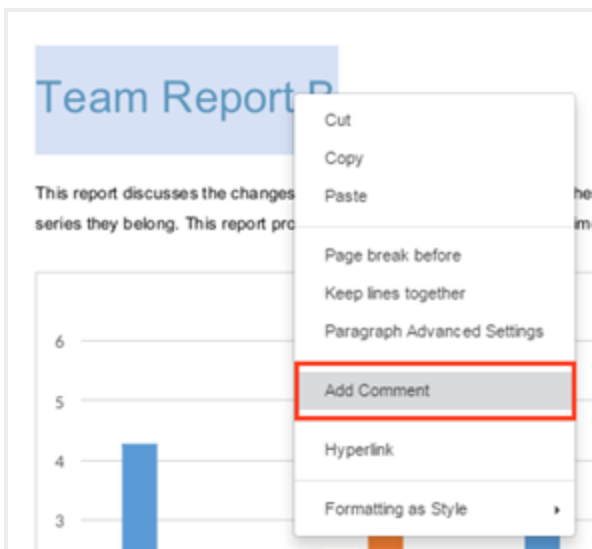 Team Report
This report discusses the changes
series they belong. This report
6
5
4
3
Cut
Copy
Paste
Page break before
Keep lines together
Paragraph Advanced Settings
Add Comment
Hyperlink
Formatting as Style